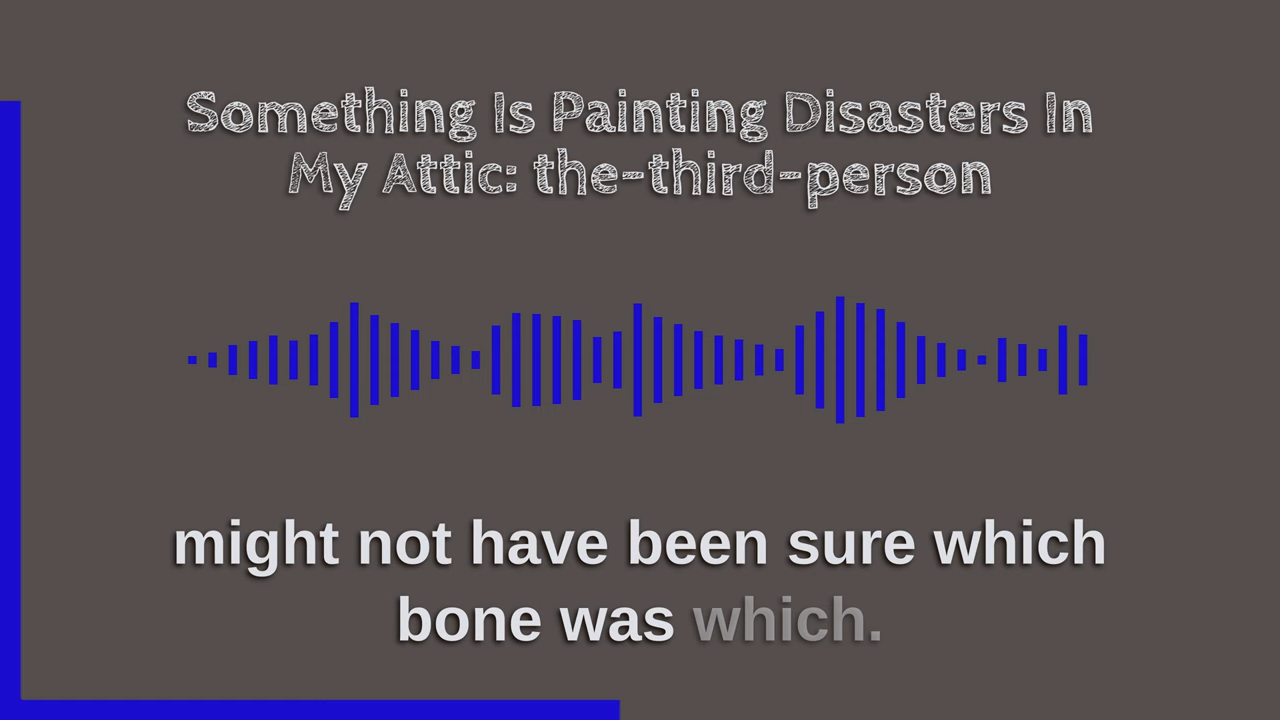 Something Is Painting Disasters In
My Attic: the-third-person
might not have been sure which
bone was which.